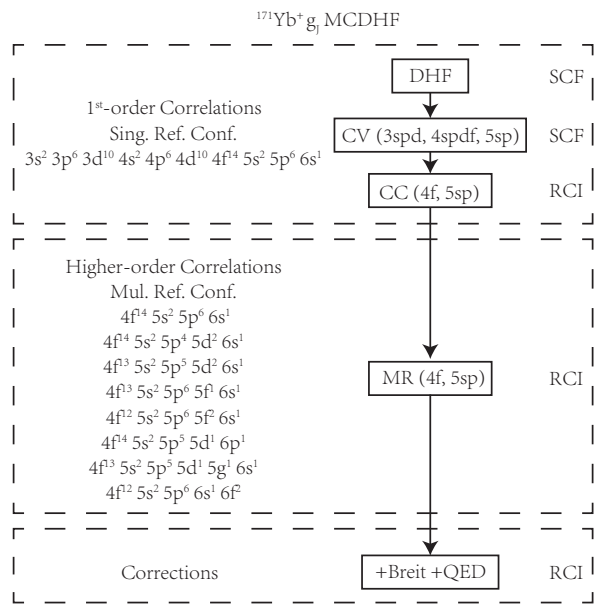 ¹⁷¹Yb⁺ gⱼ MCDHF
DHF
SCF
1ˢᵗ-order Correlations
Sing. Ref. Conf.
3s² 3p⁶ 3d¹⁰ 4s² 4p⁶ 4d¹⁰ 4f¹⁴ 5s² 5p⁶ 6s¹
CV (3spd, 4spdf, 5sp)
SCF
CC (4f, 5sp)
RCI
Higher-order Correlations
Mul. Ref. Conf.
4f¹⁴ 5s² 5p⁶ 6s¹
4f¹⁴ 5s² 5p⁴ 5d² 6s¹
4f¹³ 5s² 5p⁵ 5d² 6s¹
4f¹³ 5s² 5p⁶ 5f¹ 6s¹
4f¹² 5s² 5p⁶ 5f² 6s¹
4f¹⁴ 5s² 5p⁵ 5d¹ 6p¹
4f¹³ 5s² 5p⁵ 5d¹ 5g¹ 6s¹
4f¹² 5s² 5p⁶ 6s¹ 6f²
MR (4f, 5sp)
RCI
Corrections
+Breit +QED
RCI